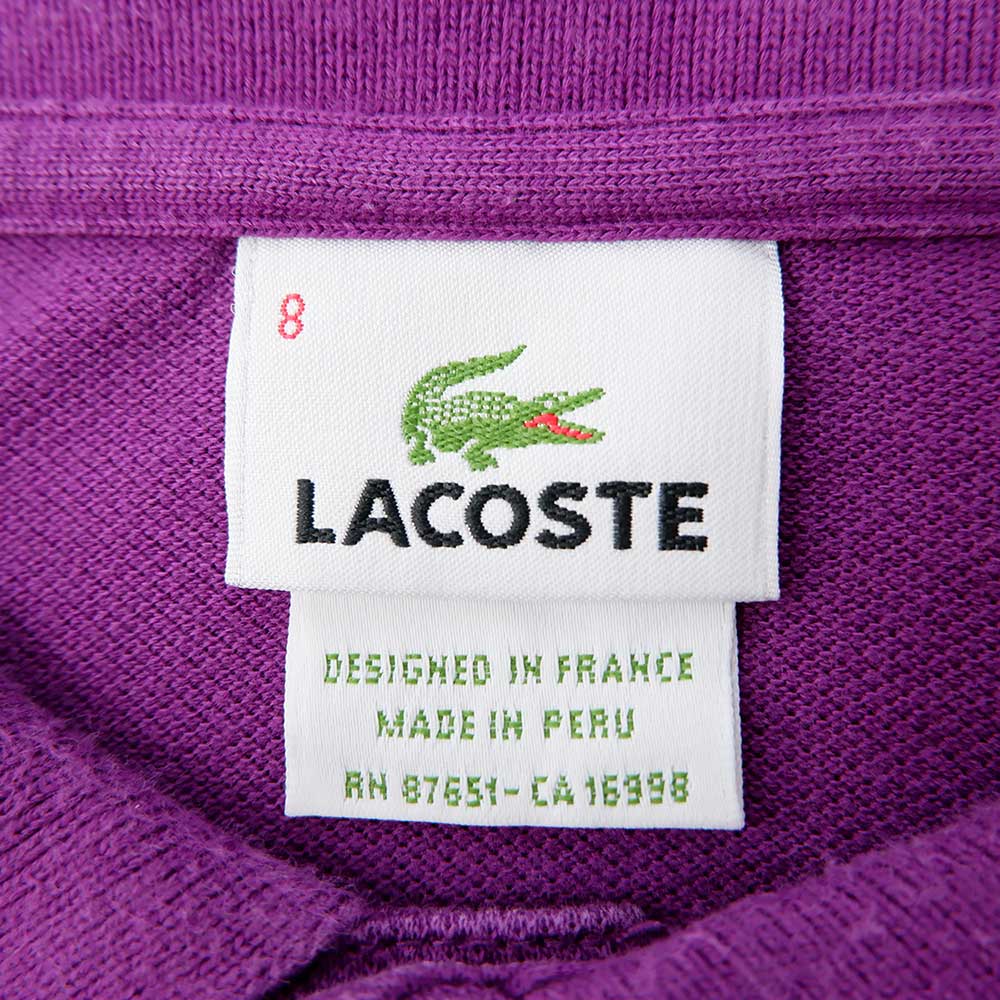 8
LACOSTE
DESIGNED IN FRANCE
MADE IN PERU
RN 87651-CA 16998